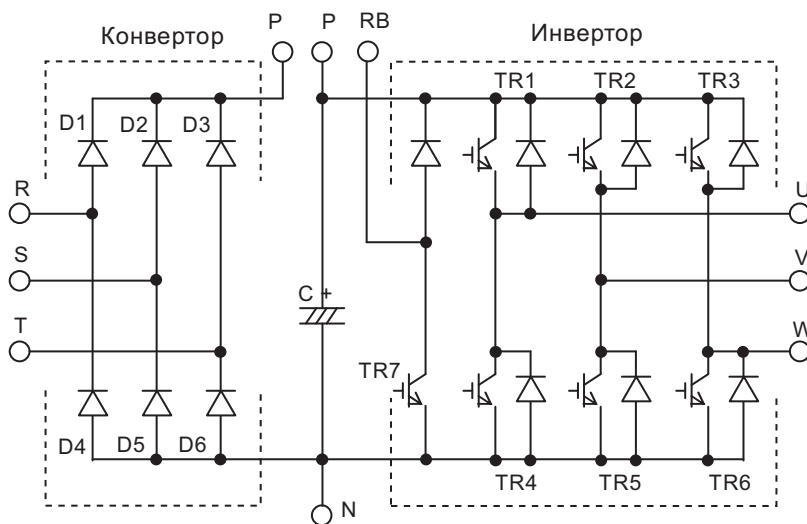 P P RB
Конвертор Инвертор
TR1 TR2 TR3
D1 D2 D3
R U
S V
C +
T W
TR7
D4 D5 D6
TR4 TR5 TR6
N